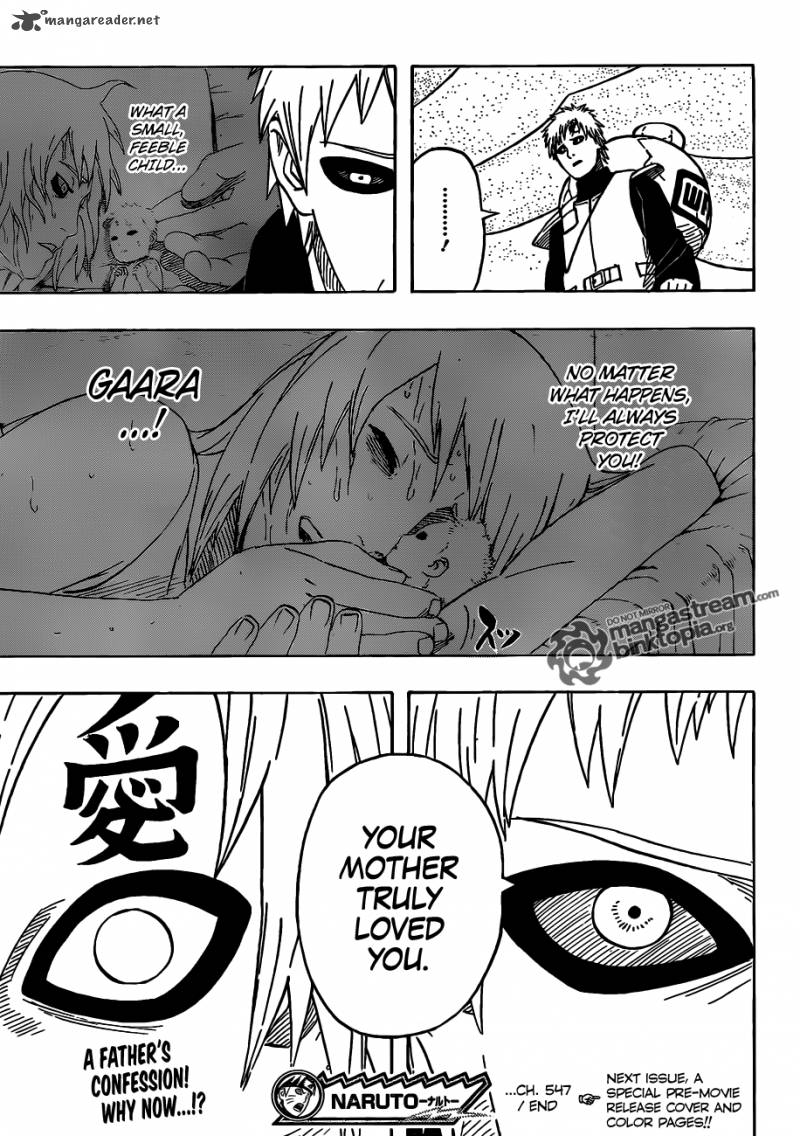 mangareader.net
.........!
WHAT A
SMALL,
FEEBLE
CHILD...
NO MATTER
WHAT HAPPENS,
I'LL ALWAYS
PROTECT
YOU!
GAARA
...!
スッ
DO NOT MIRROR
mangastream.com
binktopia.org
愛
YOUR
MOTHER
TRULY
LOVED
YOU.
A FATHER'S
CONFESSION!
WHY NOW...!?
NARUTO—ナルト—
...CH. 547
/ END
☞ NEXT ISSUE, A
SPECIAL PRE-MOVIE
RELEASE COVER AND
COLOR PAGES!!